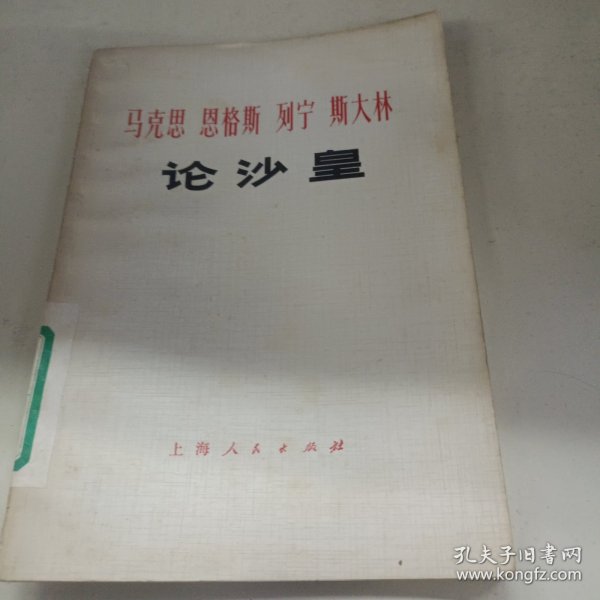 马克思 恩格斯 列宁 斯大林
论沙皇
上海人民出版社
孔夫子旧书网
www.kongfz.com